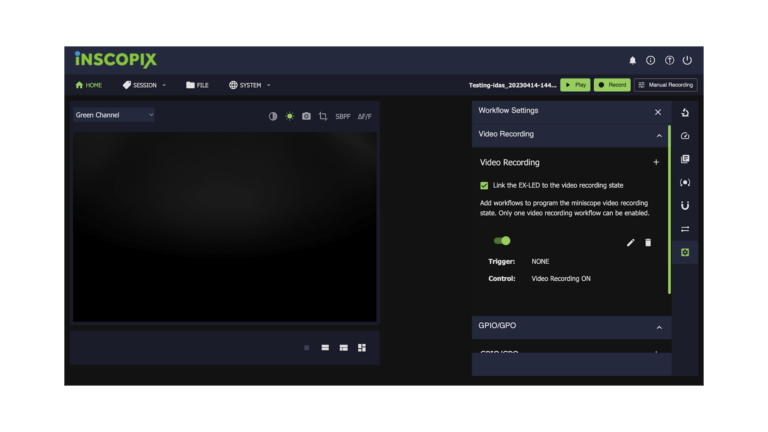 iNSCOPIX
HOME SESSION FILE SYSTEM Testing-idas_20230414-144... Play Record Manual Recording
Green Channel SBPF ΔF/F
Workflow Settings
Video Recording
Video Recording
Link the EX-LED to the video recording state
Add workflows to program the miniscope video recording
state. Only one video recording workflow can be enabled.
Trigger: NONE
Control: Video Recording ON
GPIO/GPO
GPIO/GPO